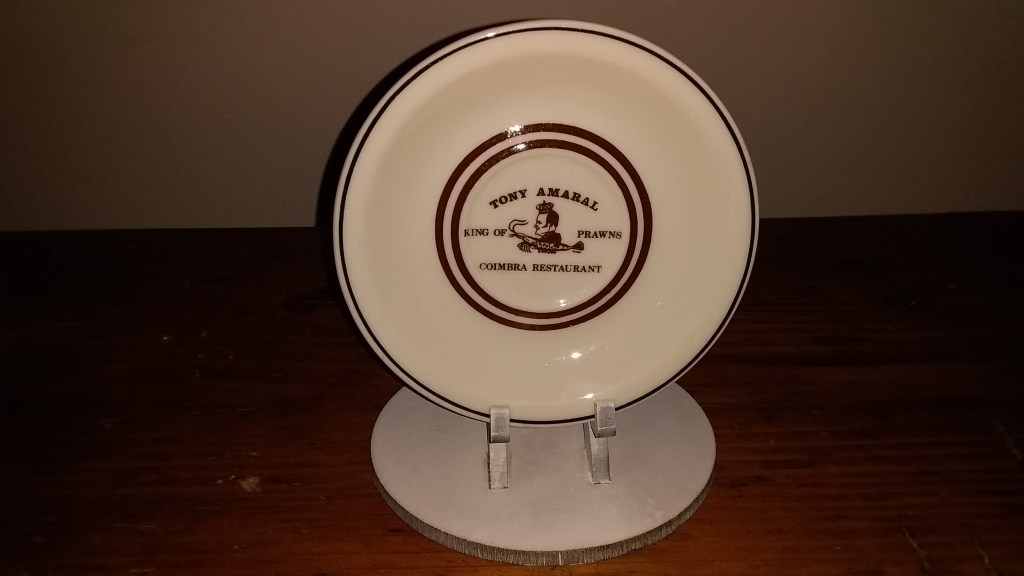 TONY AMARAL
KING OF PRAWNS
COIMBRA RESTAURANT